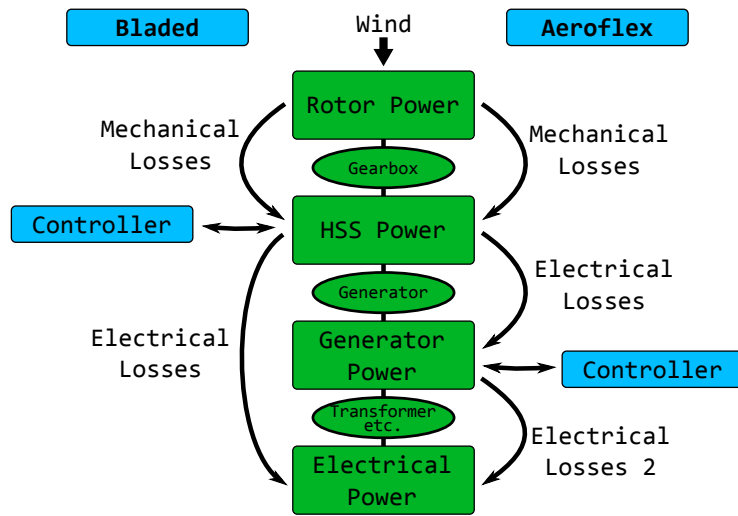 Bladed
Wind
Aeroflex
Rotor Power
Mechanical
Losses
Mechanical
Losses
Gearbox
Controller
HSS Power
Electrical
Losses
Generator
Electrical
Losses
Generator
Power
Controller
Transformer
etc.
Electrical
Losses 2
Electrical
Power